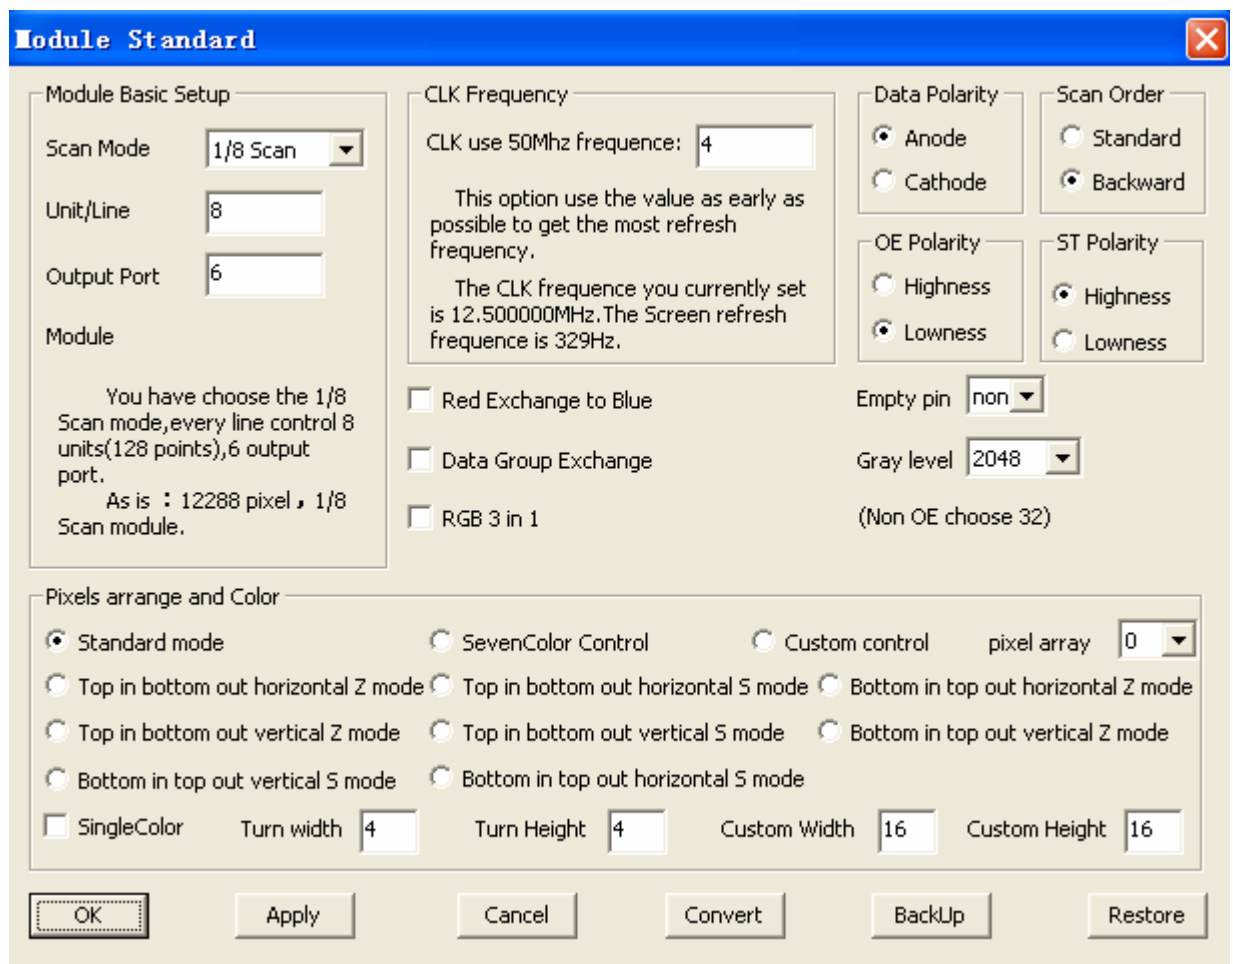 Module Standard
Module Basic Setup
Scan Mode 1/8 Scan
Unit/Line 8
Output Port 6
Module
You have choose the 1/8
Scan mode,every line control 8
units(128 points),6 output
port.
As is：12288 pixel，1/8
Scan module.
CLK Frequency
CLK use 50Mhz frequence: 4
This option use the value as early as
possible to get the most refresh
frequency.
The CLK frequence you currently set
is 12.500000MHz.The Screen refresh
frequence is 329Hz.
Data Polarity
Anode
Cathode
Scan Order
Standard
Backward
OE Polarity
Highness
Lowness
ST Polarity
Highness
Lowness
Red Exchange to Blue
Data Group Exchange
RGB 3 in 1
Empty pin non
Gray level 2048
(Non OE choose 32)
Pixels arrange and Color
Standard mode SevenColor Control Custom control pixel array 0
Top in bottom out horizontal Z mode Top in bottom out horizontal S mode Bottom in top out horizontal Z mode
Top in bottom out vertical Z mode Top in bottom out vertical S mode Bottom in top out vertical Z mode
Bottom in top out vertical S mode Bottom in top out horizontal S mode
SingleColor Turn width 4 Turn Height 4 Custom Width 16 Custom Height 16
OK Apply Cancel Convert BackUp Restore